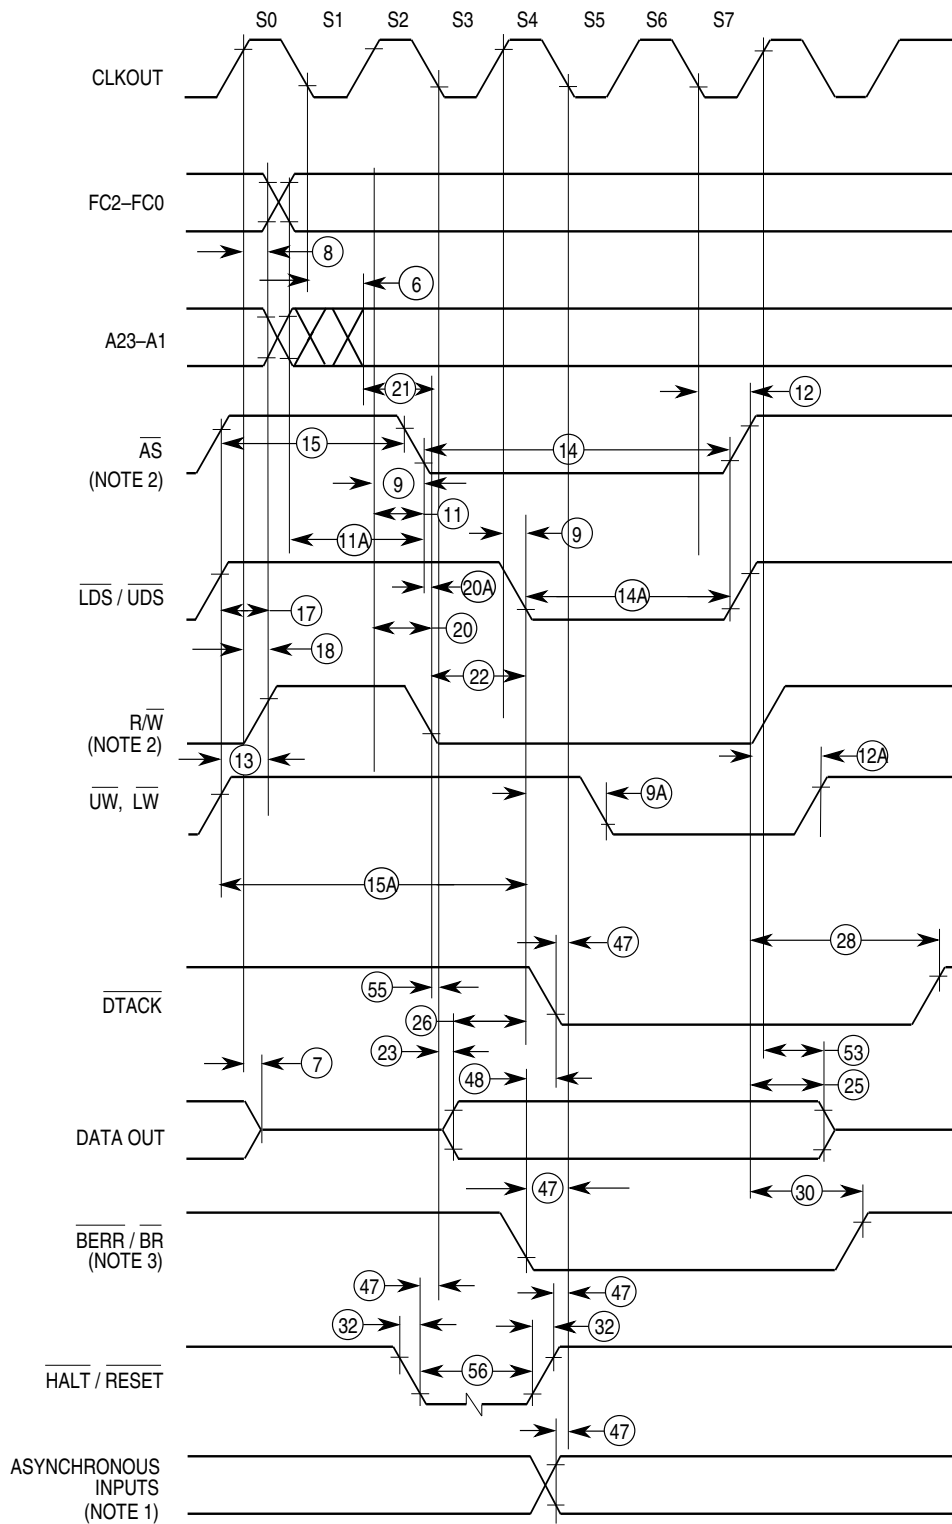 S0 S1 S2 S3 S4 S5 S6 S7
CLKOUT
FC2–FC0
8
6
A23–A1
21
12
AS
(NOTE 2)
15
14
9
11
11A
9
LDS / UDS
20A
14A
17
20
18
22
R/W
(NOTE 2)
13
12A
UW, LW
9A
15A
47
28
DTACK
55
26
23
53
7
48
25
DATA OUT
47
30
BERR / BR
(NOTE 3)
47
47
32
32
HALT / RESET
56
47
ASYNCHRONOUS
INPUTS
(NOTE 1)